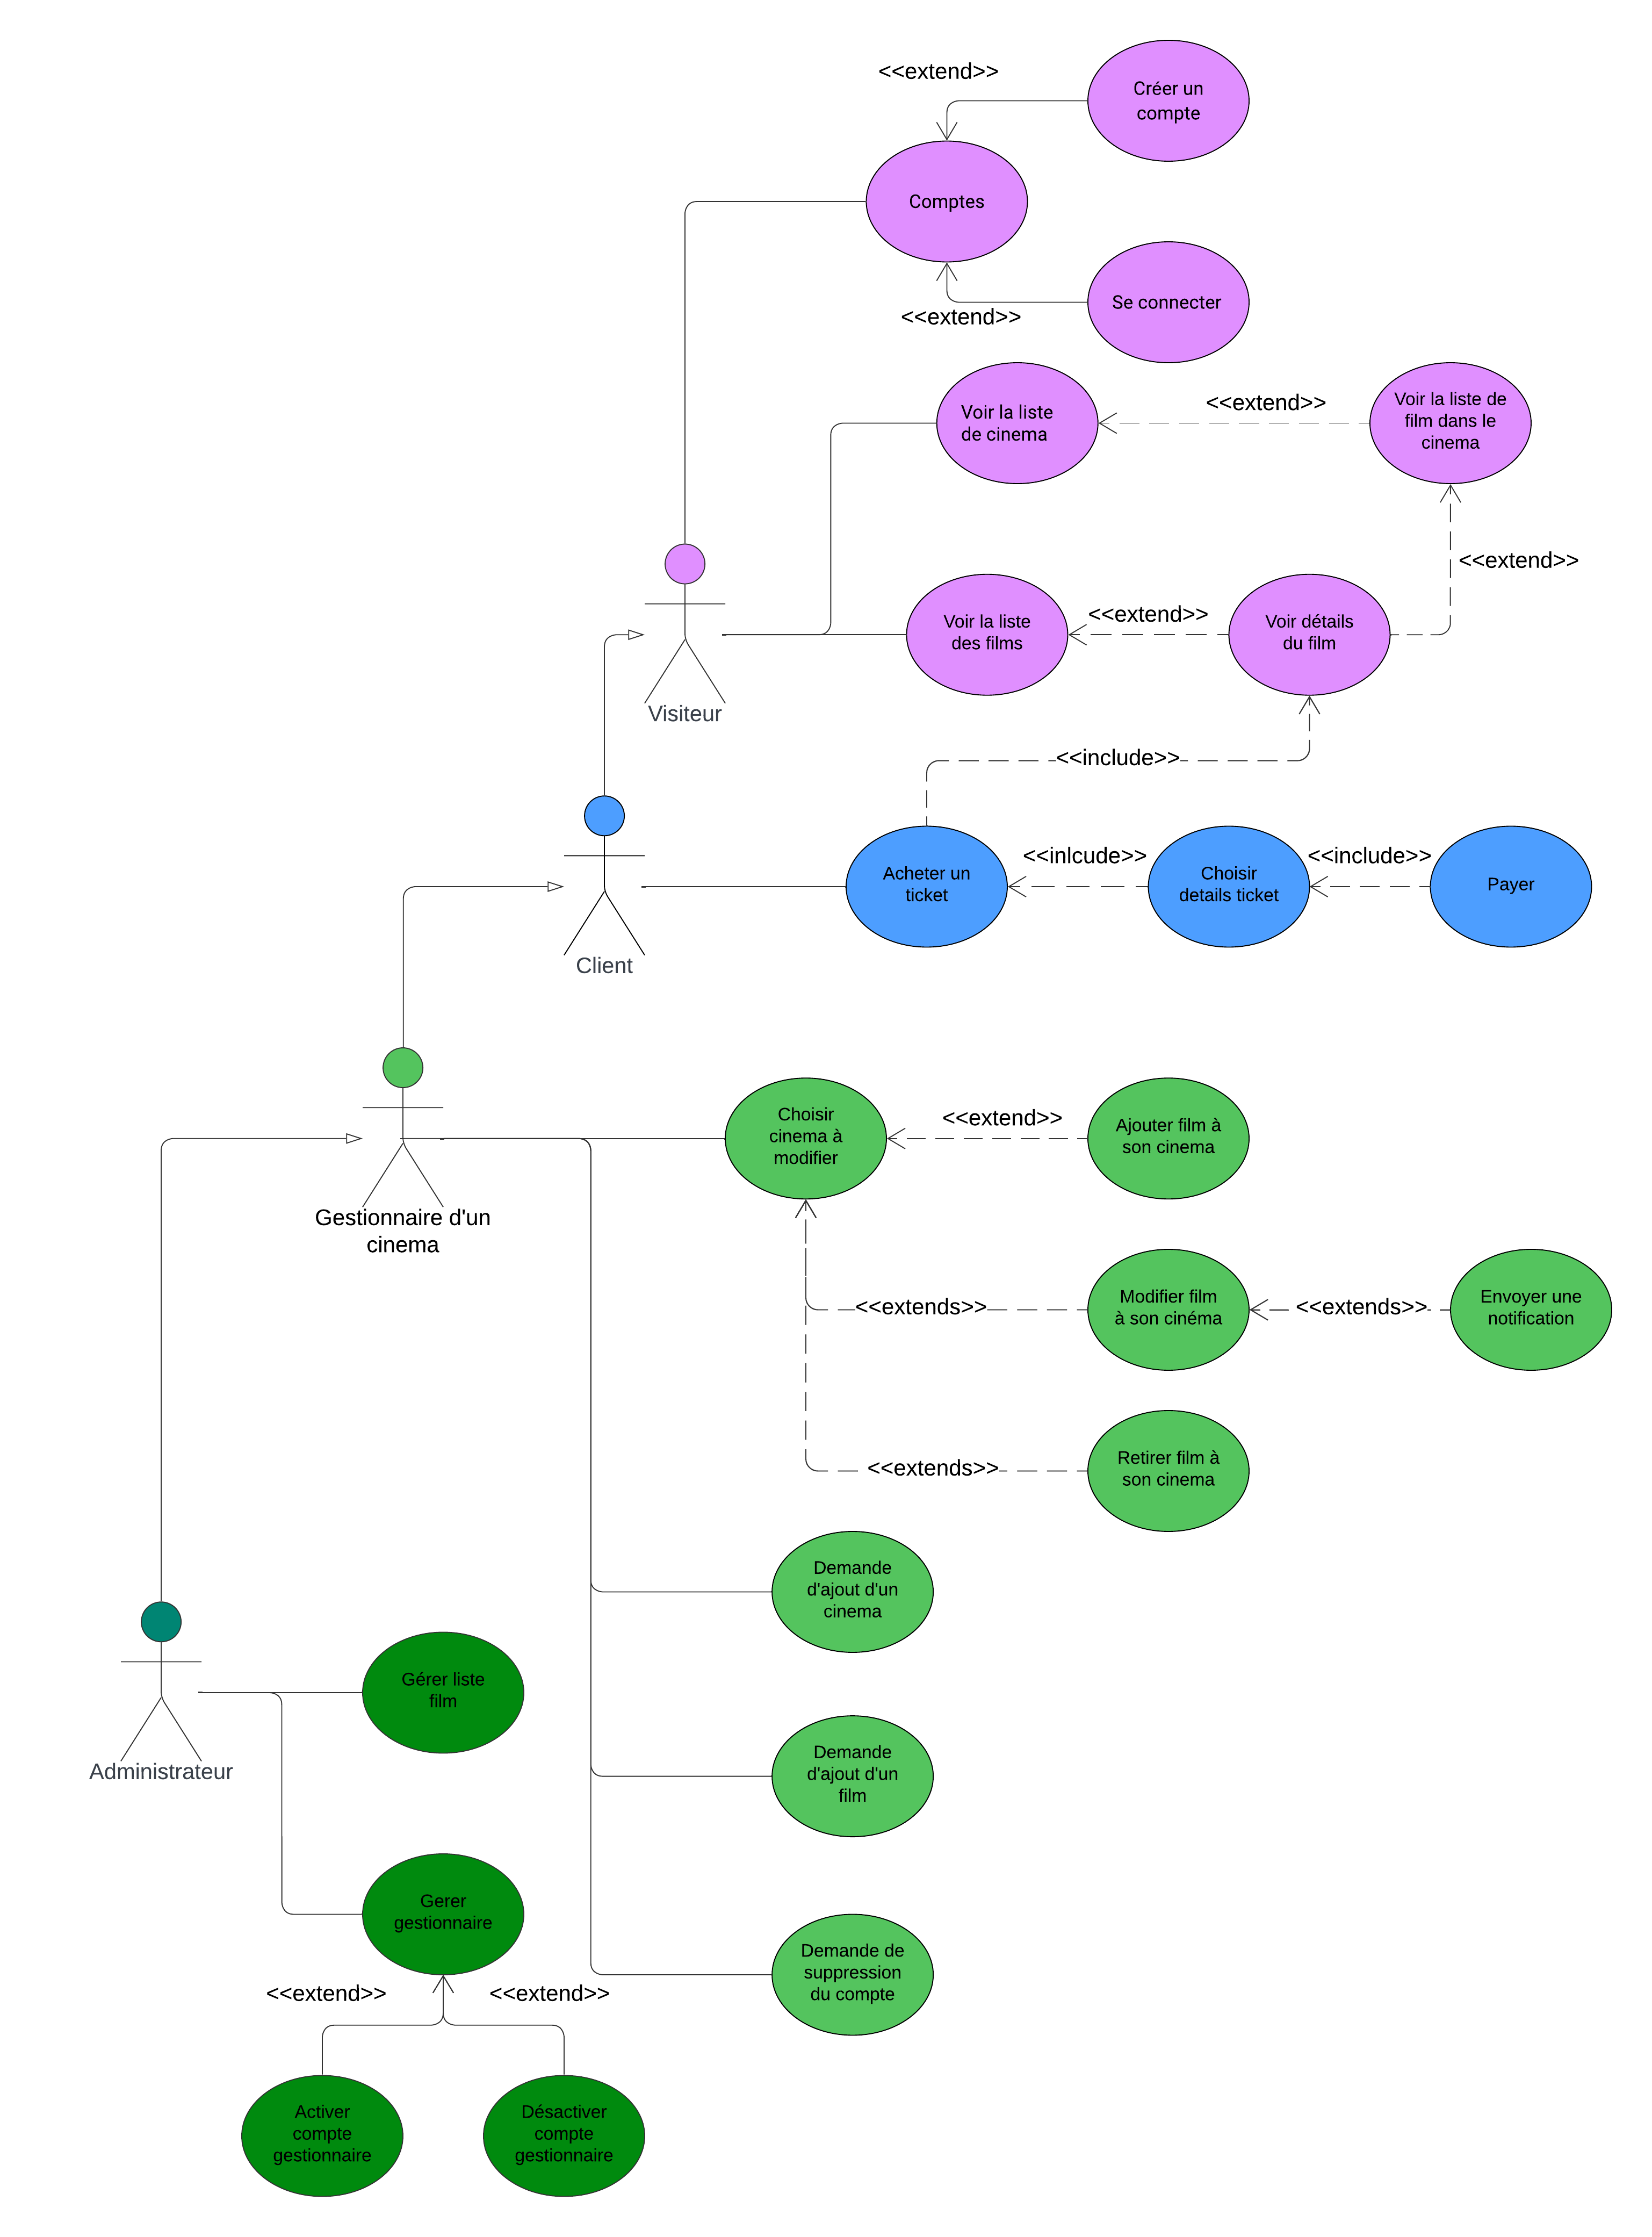 <<extend>>
Créer un
compte
Comptes
Se connecter
<<extend>>
Voir la liste
de cinema
<<extend>>
Voir la liste de
film dans le
cinema
<<extend>>
Voir la liste
des films
<<extend>>
Voir détails
du film
Visiteur
<<include>>
Acheter un
ticket
<<inlcude>>
Choisir
details ticket
<<include>>
Payer
Client
Choisir
cinema à
modifier
<<extend>>
Ajouter film à
son cinema
Gestionnaire d'un
cinema
<<extends>>
Modifier film
à son cinéma
<<extends>>
Envoyer une
notification
<<extends>>
Retirer film à
son cinema
Demande
d'ajout d'un
cinema
Gérer liste
film
Administrateur
Demande
d'ajout d'un
film
Gerer
gestionnaire
Demande de
suppression
du compte
<<extend>>
<<extend>>
Activer
compte
gestionnaire
Désactiver
compte
gestionnaire